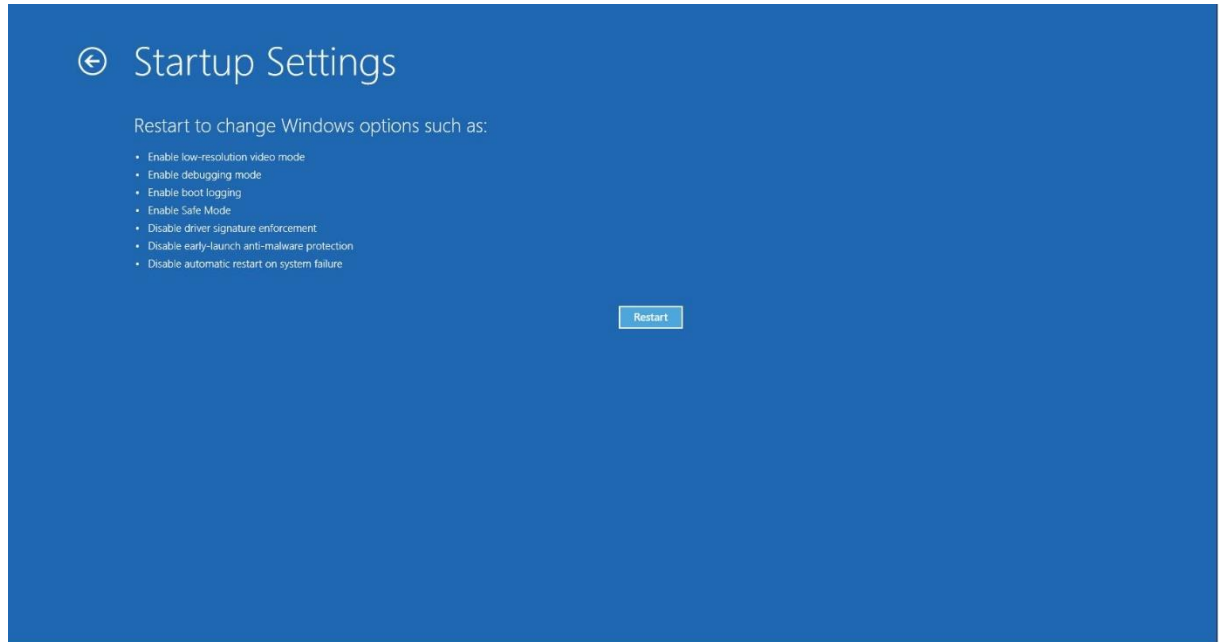 Startup Settings
Restart to change Windows options such as:
• Enable low-resolution video mode
• Enable debugging mode
• Enable boot logging
• Enable Safe Mode
• Disable driver signature enforcement
• Disable early-launch anti-malware protection
• Disable automatic restart on system failure
Restart